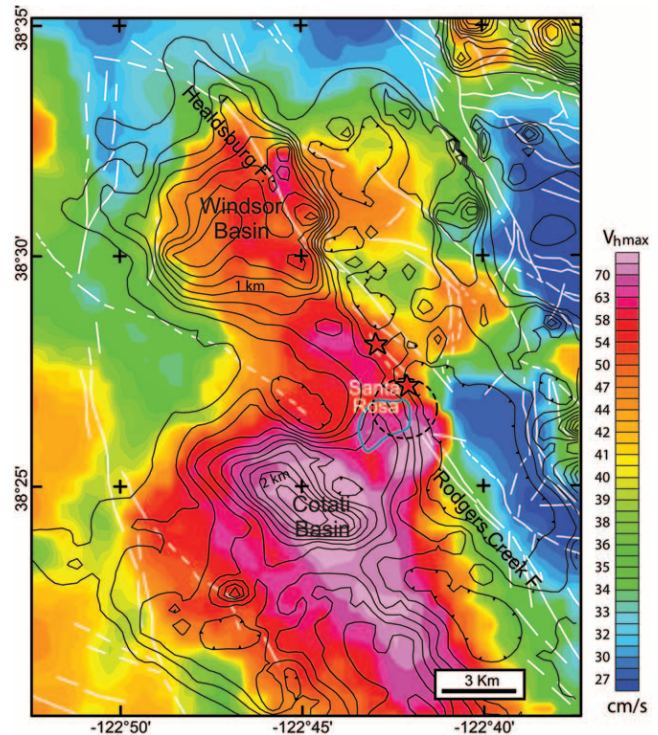 38°35'
38°30'
38°25'
Healdsburg F.
Windsor
Basin
1 km
Santa
Rosa
2 km
Cotati
Basin
Rodgers Creek F.
3 Km
-122°50'
-122°45'
-122°40'
Vhmax
70
63
58
54
50
47
44
42
41
40
39
38
36
35
34
33
32
30
27
cm/s